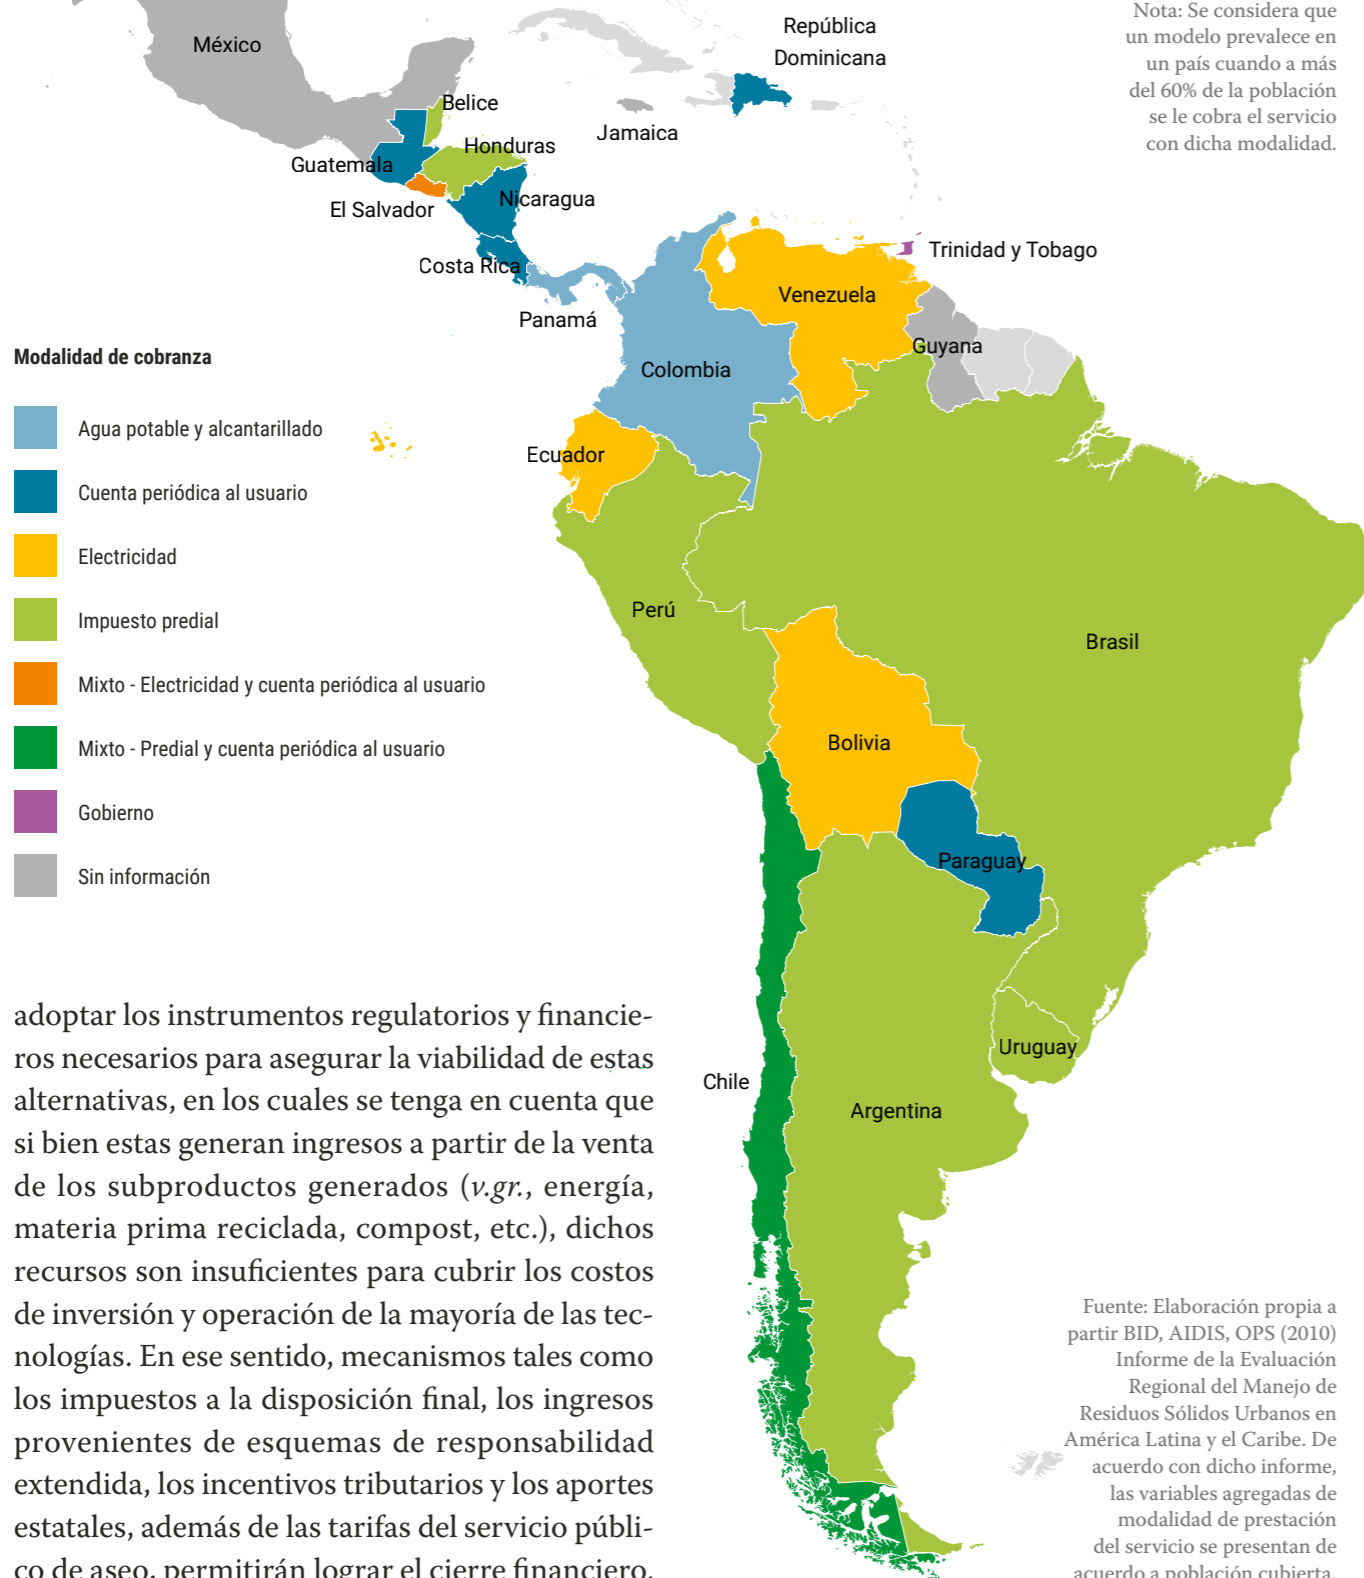 Nota: Se considera que
un modelo prevalece en
un país cuando a más
del 60% de la población
se le cobra el servicio
con dicha modalidad.
México
República
Dominicana
Belice
Jamaica
Honduras
Guatemala
Nicaragua
El Salvador
Trinidad y Tobago
Costa Rica
Venezuela
Panamá
Guyana
Colombia
Ecuador
Perú
Brasil
Bolivia
Paraguay
Uruguay
Chile
Argentina
Modalidad de cobranza
Agua potable y alcantarillado
Cuenta periódica al usuario
Electricidad
Impuesto predial
Mixto - Electricidad y cuenta periódica al usuario
Mixto - Predial y cuenta periódica al usuario
Gobierno
Sin información
adoptar los instrumentos regulatorios y financie-
ros necesarios para asegurar la viabilidad de estas
alternativas, en los cuales se tenga en cuenta que
si bien estas generan ingresos a partir de la venta
de los subproductos generados (v.gr., energía,
materia prima reciclada, compost, etc.), dichos
recursos son insuficientes para cubrir los costos
de inversión y operación de la mayoría de las tec-
nologías. En ese sentido, mecanismos tales como
los impuestos a la disposición final, los ingresos
provenientes de esquemas de responsabilidad
extendida, los incentivos tributarios y los aportes
estatales, además de las tarifas del servicio públi-
co de aseo, permitirán lograr el cierre financiero.
Fuente: Elaboración propia a
partir BID, AIDIS, OPS (2010)
Informe de la Evaluación
Regional del Manejo de
Residuos Sólidos Urbanos en
América Latina y el Caribe. De
acuerdo con dicho informe,
las variables agregadas de
modalidad de prestación
del servicio se presentan de
acuerdo a población cubierta.